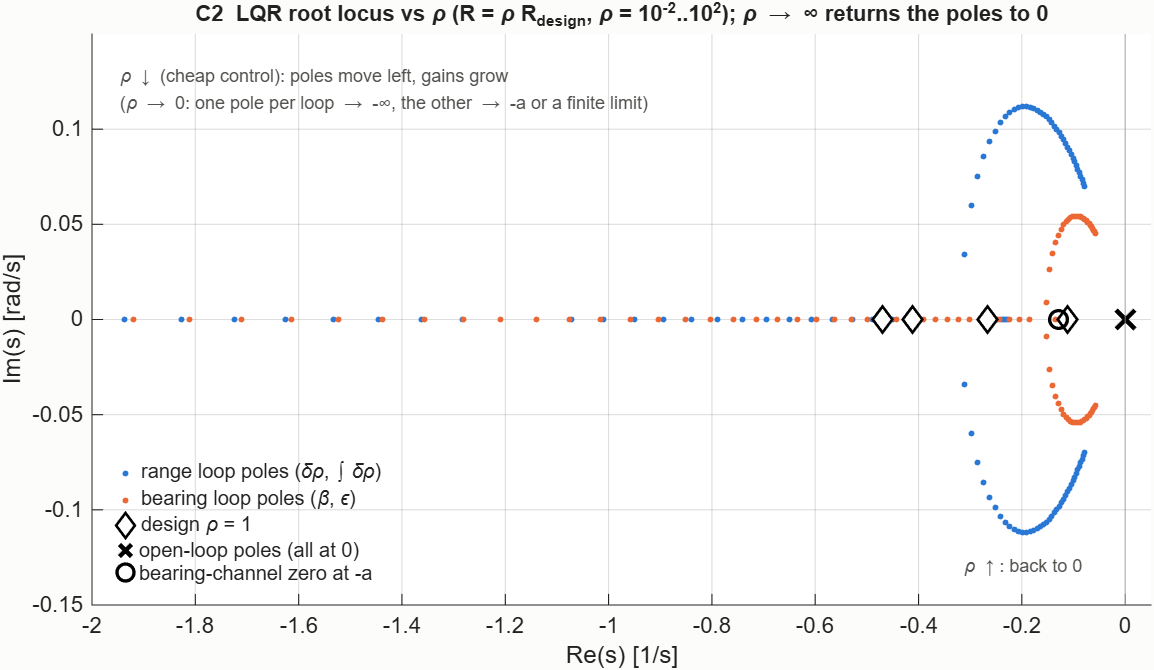 C2 LQR root locus vs ρ (R = ρ R_design, ρ = 10^-2..10^2); ρ → ∞ returns the poles to 0
ρ ↓ (cheap control): poles move left, gains grow
(ρ → 0: one pole per loop → -∞, the other → -a or a finite limit)
0.1
0.05
0
-0.05
-0.1
-0.15
Im(s) [rad/s]
range loop poles (δρ, ∫ δρ)
bearing loop poles (β, ϵ)
design ρ = 1
open-loop poles (all at 0)
bearing-channel zero at -a
ρ ↑ : back to 0
-2 -1.8 -1.6 -1.4 -1.2 -1 -0.8 -0.6 -0.4 -0.2 0
Re(s) [1/s]